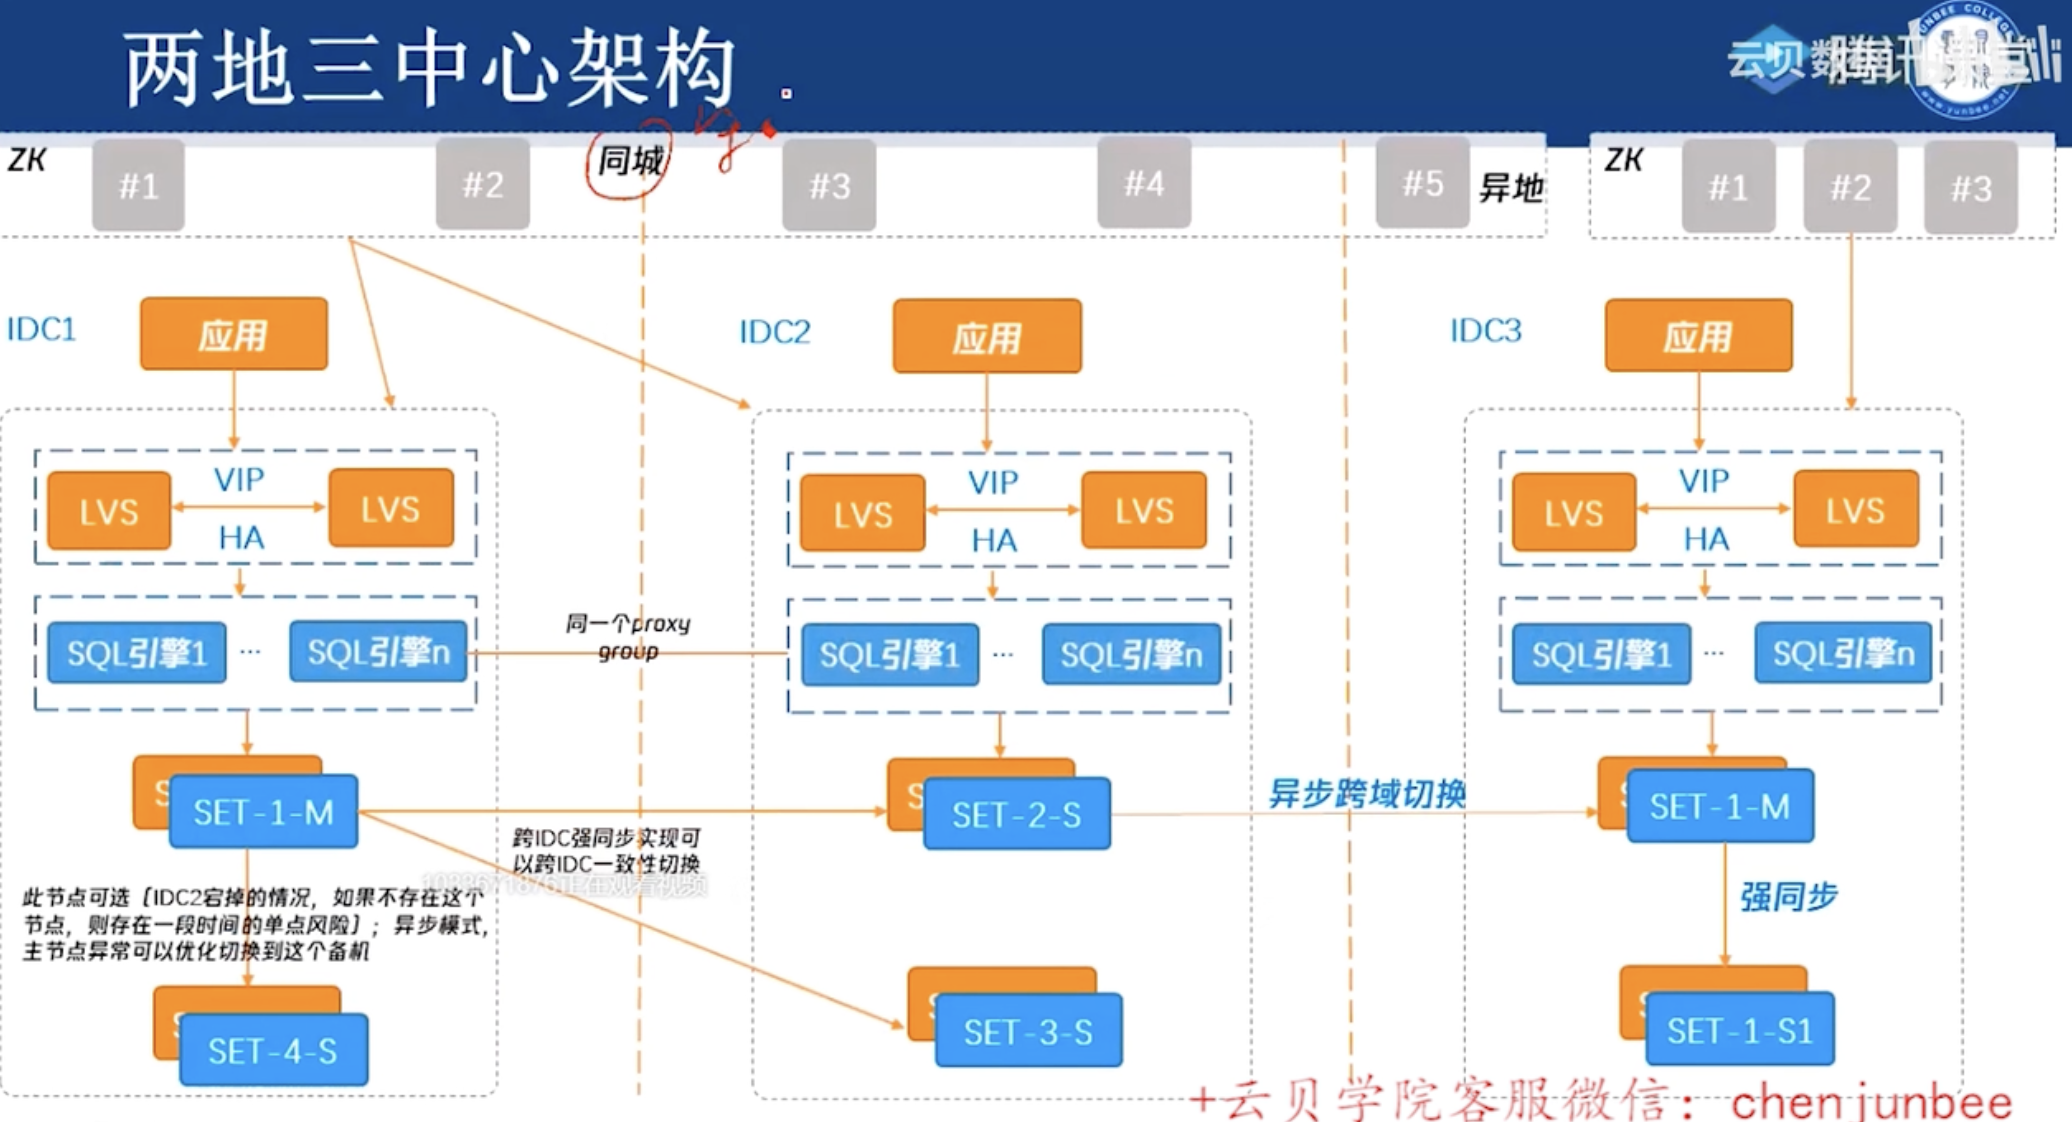 两地三中心架构
云贝
ZK
#1
#2
同城
#3
#4
#5
异地
ZK
#1
#2
#3
IDC1
应用
IDC2
应用
IDC3
应用
LVS
VIP
HA
LVS
LVS
VIP
HA
LVS
LVS
VIP
HA
LVS
SQL引擎1
...
SQL引擎n
同一个proxy
group
SQL引擎1
...
SQL引擎n
SQL引擎1
...
SQL引擎n
SET-1-M
SET-2-S
异步跨域切换
SET-1-M
跨IDC强同步实现可
以跨IDC一致性切换
正在观看视频
此节点可选［IDC2宕掉的情况，如果不存在这个
节点，则存在一段时间的单点风险］；异步模式，
主节点异常可以优化切换到这个备机
强同步
SET-4-S
SET-3-S
SET-1-S1
+云贝学院客服微信：chenjunbee